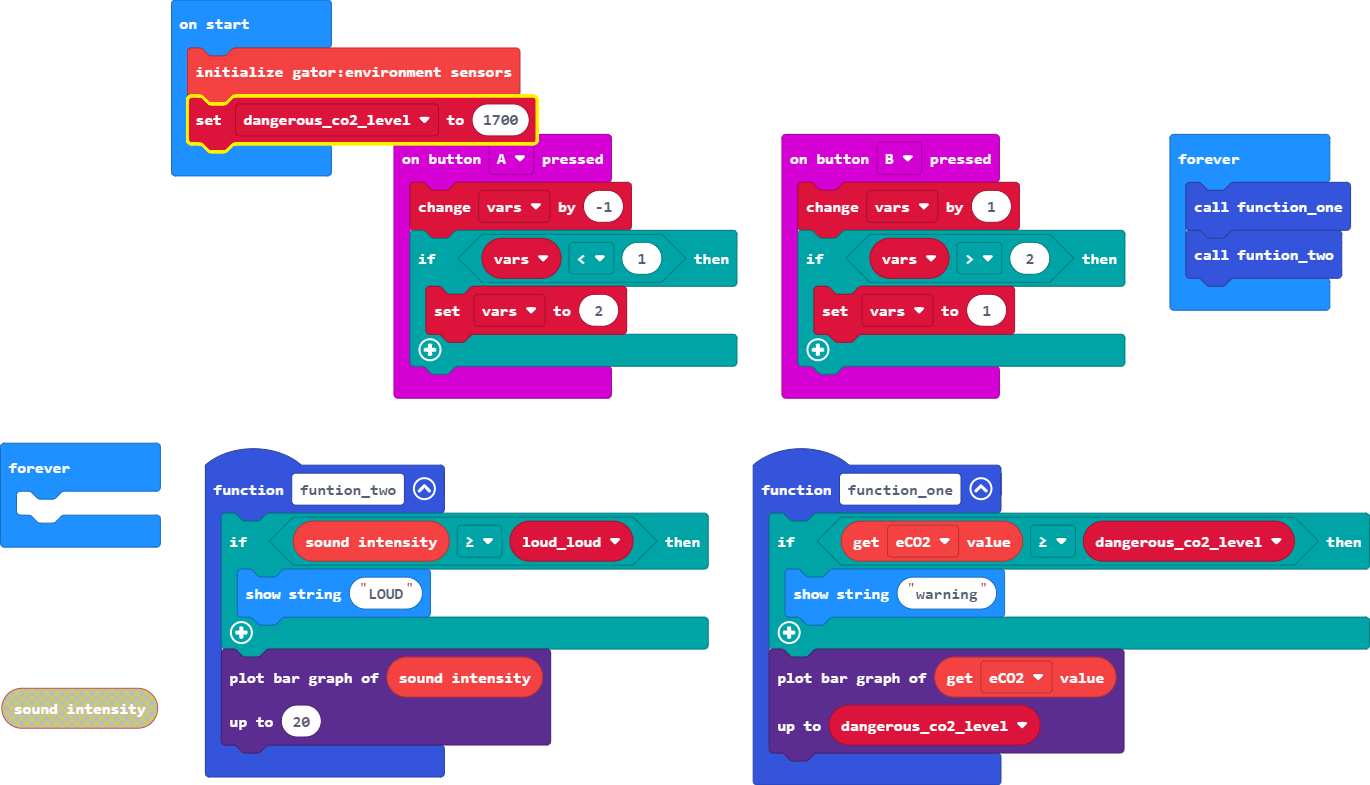 on start
initialize gator:environment sensors
set dangerous_co2_level to 1700
on button A pressed
change vars by -1
if vars < 1 then
set vars to 2
on button B pressed
change vars by 1
if vars > 2 then
set vars to 1
forever
call function_one
call funtion_two
forever
sound intensity
function funtion_two
if sound intensity ≥ loud_loud then
show string "LOUD"
plot bar graph of sound intensity
up to 20
function function_one
if get eCO2 value ≥ dangerous_co2_level then
show string "warning"
plot bar graph of get eCO2 value
up to dangerous_co2_level